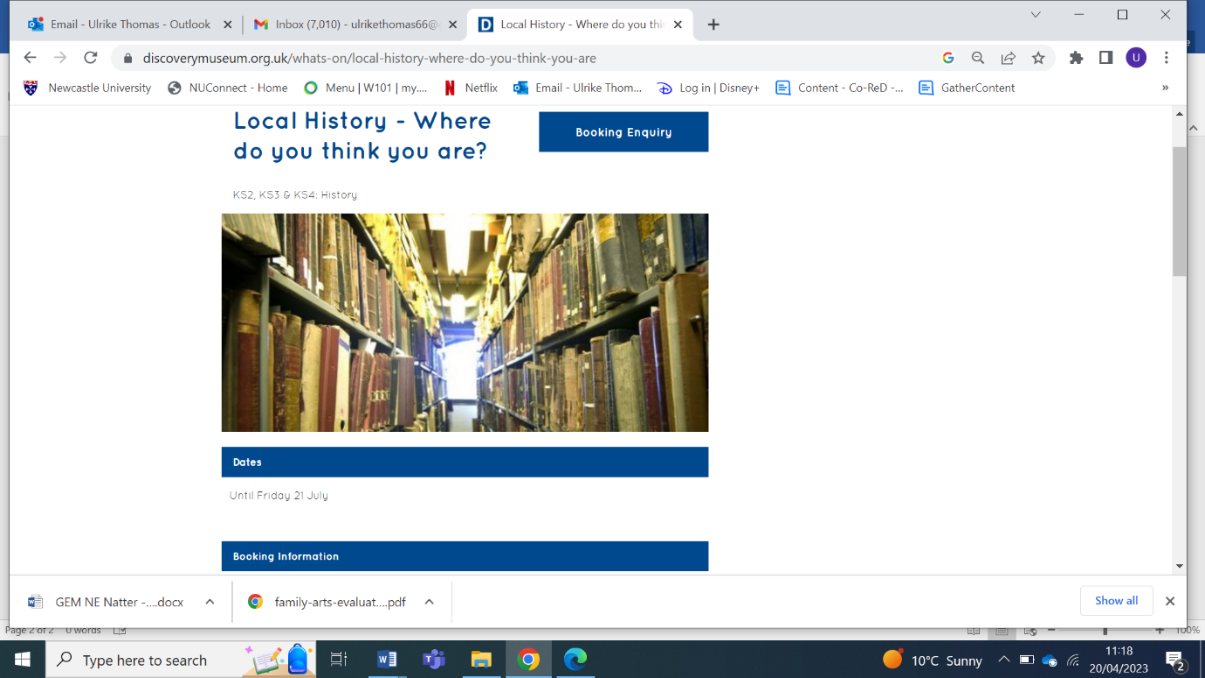 Email - Ulrike Thomas - Outlook
Inbox (7,010) - ulrikethomas66@
Local History - Where do you thin
discoverymuseum.org.uk/whats-on/local-history-where-do-you-think-you-are
U
Newcastle University
NUConnect - Home
Menu | W101 | my....
Netflix
Email - Ulrike Thom...
Log in | Disney+
Content - Co-ReD -...
GatherContent
»
Local History - Where
do you think you are?
Booking Enquiry
KS2, KS3 & KS4: History
Dates
Until Friday 21 July
Booking Information
GEM NE Natter -....docx
family-arts-evaluat....pdf
Show all
Page 2 of 2 0 words
100%
Type here to search
10°C Sunny
11:18
20/04/2023
2